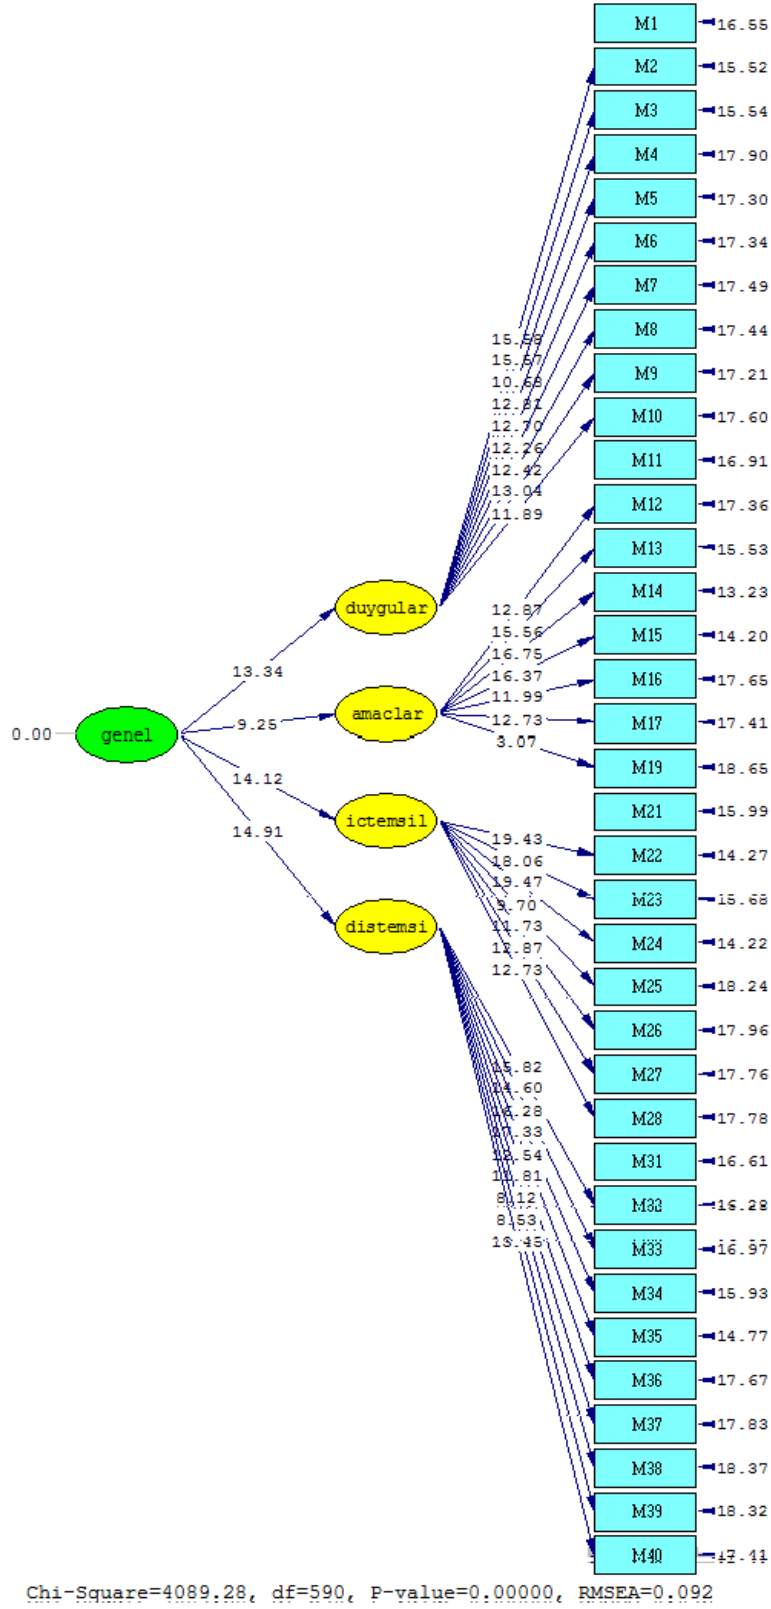 M1 16.55
M2 15.52
M3 15.54
M4 17.90
M5 17.30
M6 17.34
M7 17.49
M8 17.44
M9 17.21
M10 17.60
M11 16.91
M12 17.36
M13 15.53
M14 13.23
M15 14.20
M16 17.65
M17 17.41
M19 18.65
M21 15.99
M22 14.27
M23 15.68
M24 14.22
M25 18.24
M26 17.96
M27 17.76
M28 17.78
M31 16.61
M32
M33 16.97
M34 15.93
M35 14.77
M36 17.67
M37 17.83
M38 18.37
M39 18.32
M40
15.58
15.57
10.68
12.81
12.70
12.26
12.42
13.04
11.89
duygular
12.87
15.56
16.75
16.37
11.99
12.73
3.07
13.34
amaclar
0.00 genel 9.25
14.12
14.91
ictemsil
19.43
18.06
19.47
9.70
11.73
12.87
12.73
distemsi
15.82
14.60
16.28
17.33
12.54
11.81
8.12
8.53
13.45
Chi-Square=4089.28, df=590, P-value=0.00000, RMSEA=0.092